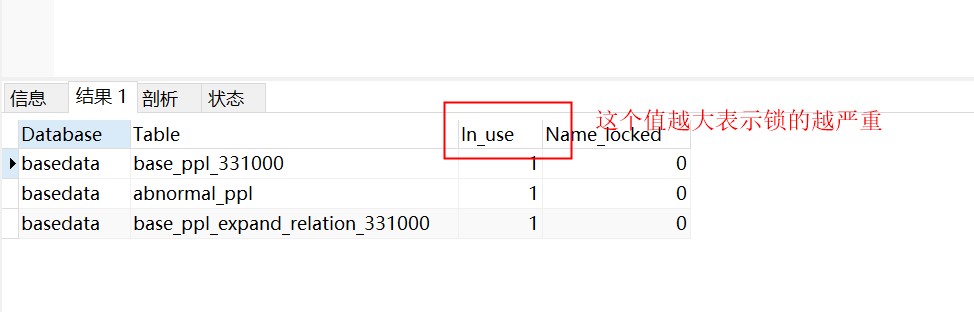 信息 结果 1 剖析 状态
Database Table In_use Name_locked 这个值越大表示锁的越严重
basedata base_ppl_331000 1 0
basedata abnormal_ppl 1 0
basedata base_ppl_expand_relation_331000 1 0